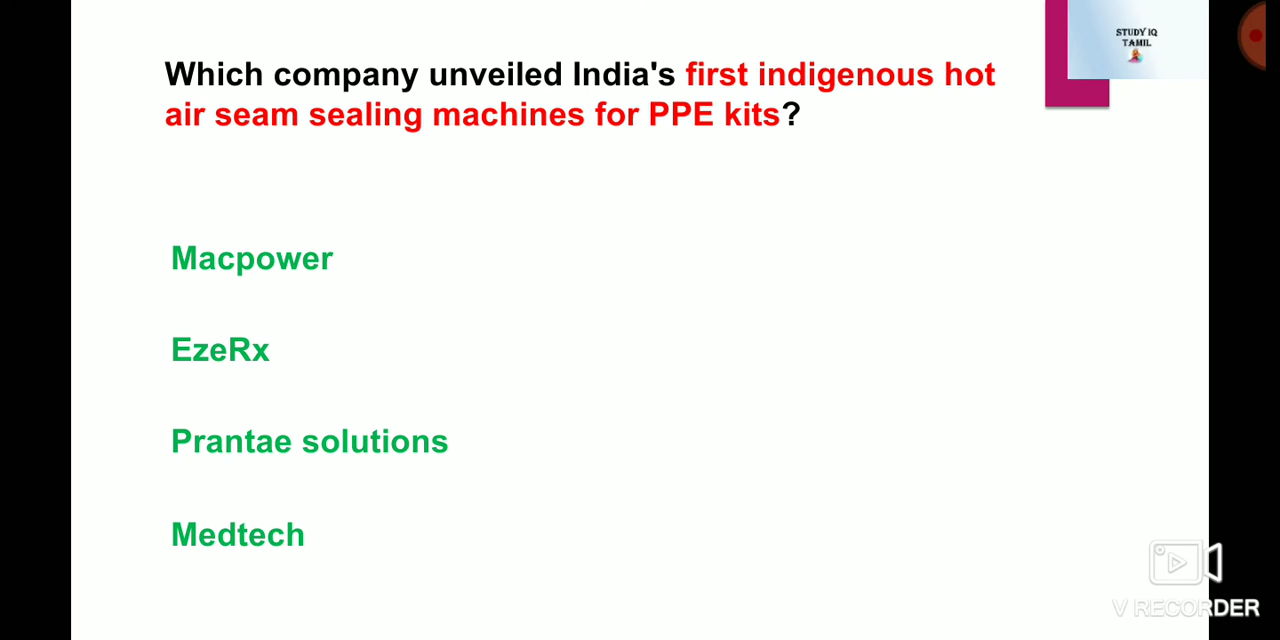 Which company unveiled India's first indigenous hot
air seam sealing machines for PPE kits?
STUDY IQ
TAMIL
Macpower
EzeRx
Prantae solutions
Medtech
V RECORDER